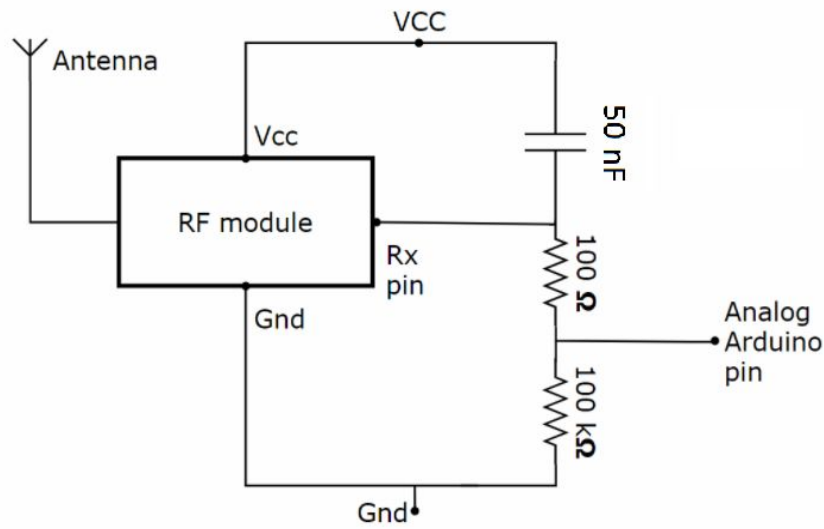 VCC
Antenna
Vcc
50 nF
RF module
Rx
pin
100 Ω
Gnd
Analog
Arduino
pin
100 kΩ
Gnd